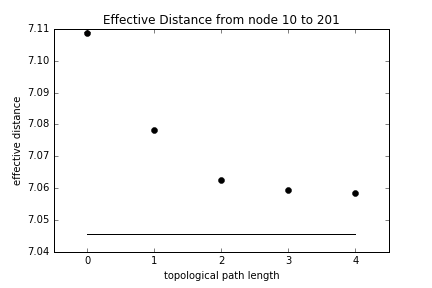 Effective Distance from node 10 to 201
7.11
7.10
7.09
7.08
7.07
7.06
7.05
7.04
effective distance
0 1 2 3 4
topological path length